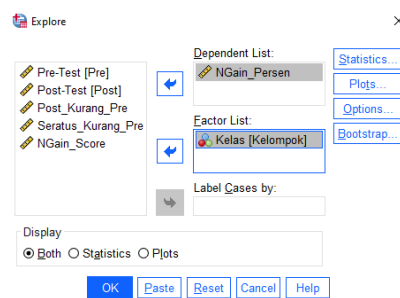 Explore
Dependent List:
Pre-Test [Pre]
Post-Test [Post]
Post_Kurang_Pre
Seratus_Kurang_Pre
NGain_Score
NGain_Persen
Factor List:
Kelas [Kelompok]
Label Cases by:
Statistics...
Plots...
Options...
Bootstrap...
Display
Both Statistics Plots
OK Paste Reset Cancel Help